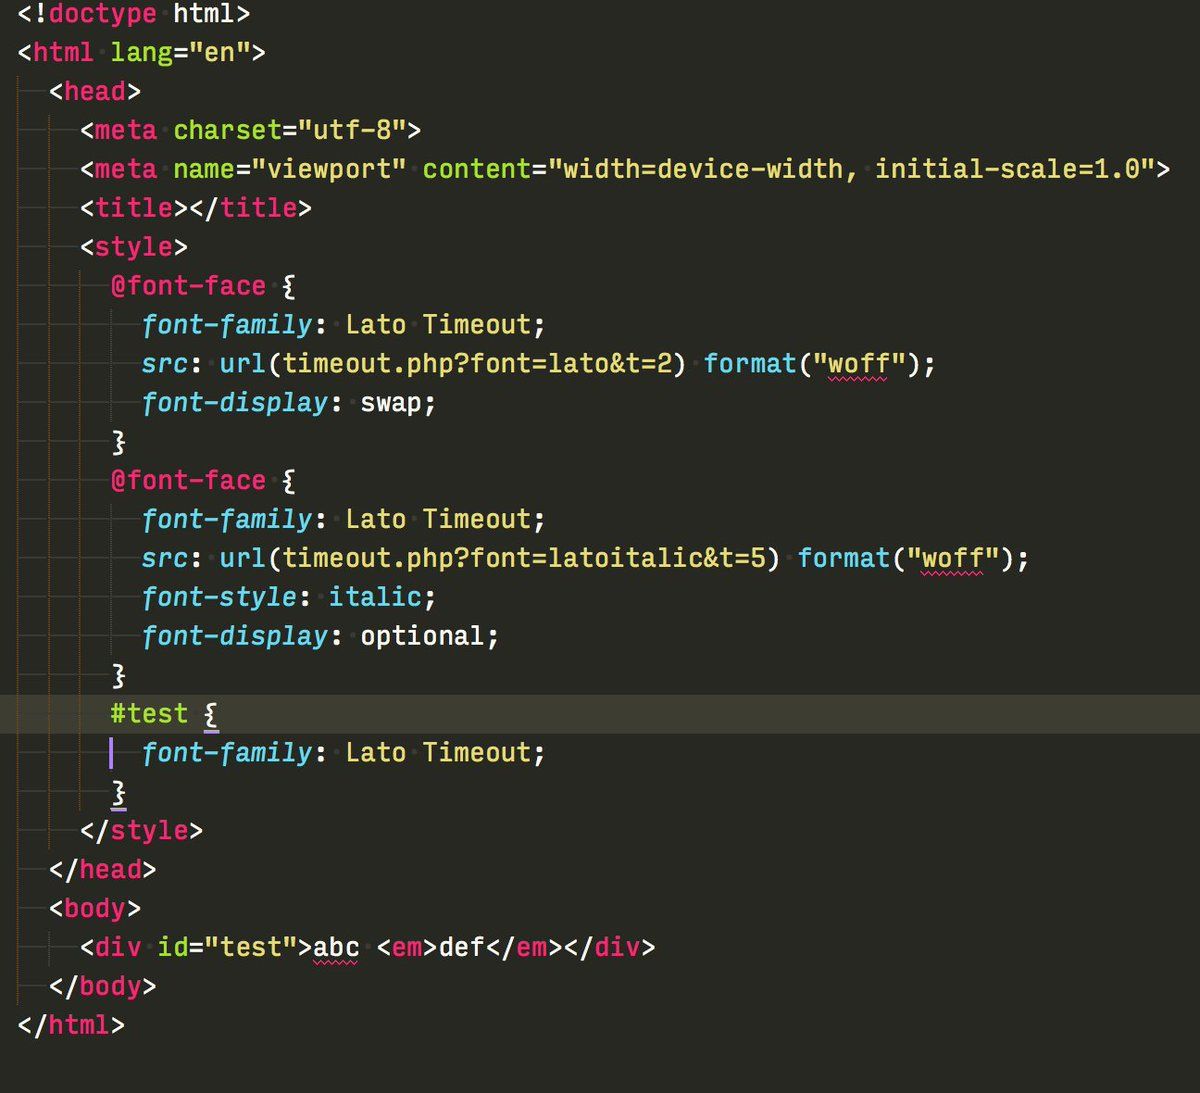 <!doctype html>
<html lang="en">
<head>
<meta charset="utf-8">
<meta name="viewport" content="width=device-width, initial-scale=1.0">
<title></title>
<style>
@font-face {
font-family: Lato Timeout;
src: url(timeout.php?font=lato&t=2) format("woff");
font-display: swap;
}
@font-face {
font-family: Lato Timeout;
src: url(timeout.php?font=latoitalic&t=5) format("woff");
font-style: italic;
font-display: optional;
}
#test {
font-family: Lato Timeout;
}
</style>
</head>
<body>
<div id="test">abc <em>def</em></div>
</body>
</html>